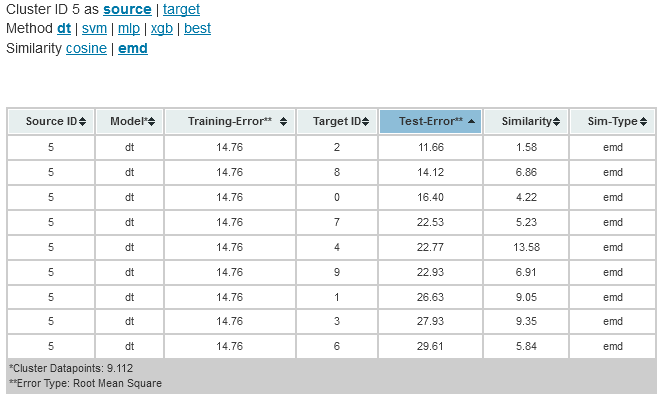 Cluster ID 5 as source | target
Method dt | svm | mlp | xgb | best
Similarity cosine | emd
Source ID Model* Training-Error** Target ID Test-Error** Similarity Sim-Type
5 dt 14.76 2 11.66 1.58 emd
5 dt 14.76 8 14.12 6.86 emd
5 dt 14.76 0 16.40 4.22 emd
5 dt 14.76 7 22.53 5.23 emd
5 dt 14.76 4 22.77 13.58 emd
5 dt 14.76 9 22.93 6.91 emd
5 dt 14.76 1 26.63 9.05 emd
5 dt 14.76 3 27.93 9.35 emd
5 dt 14.76 6 29.61 5.84 emd
*Cluster Datapoints: 9.112
**Error Type: Root Mean Square